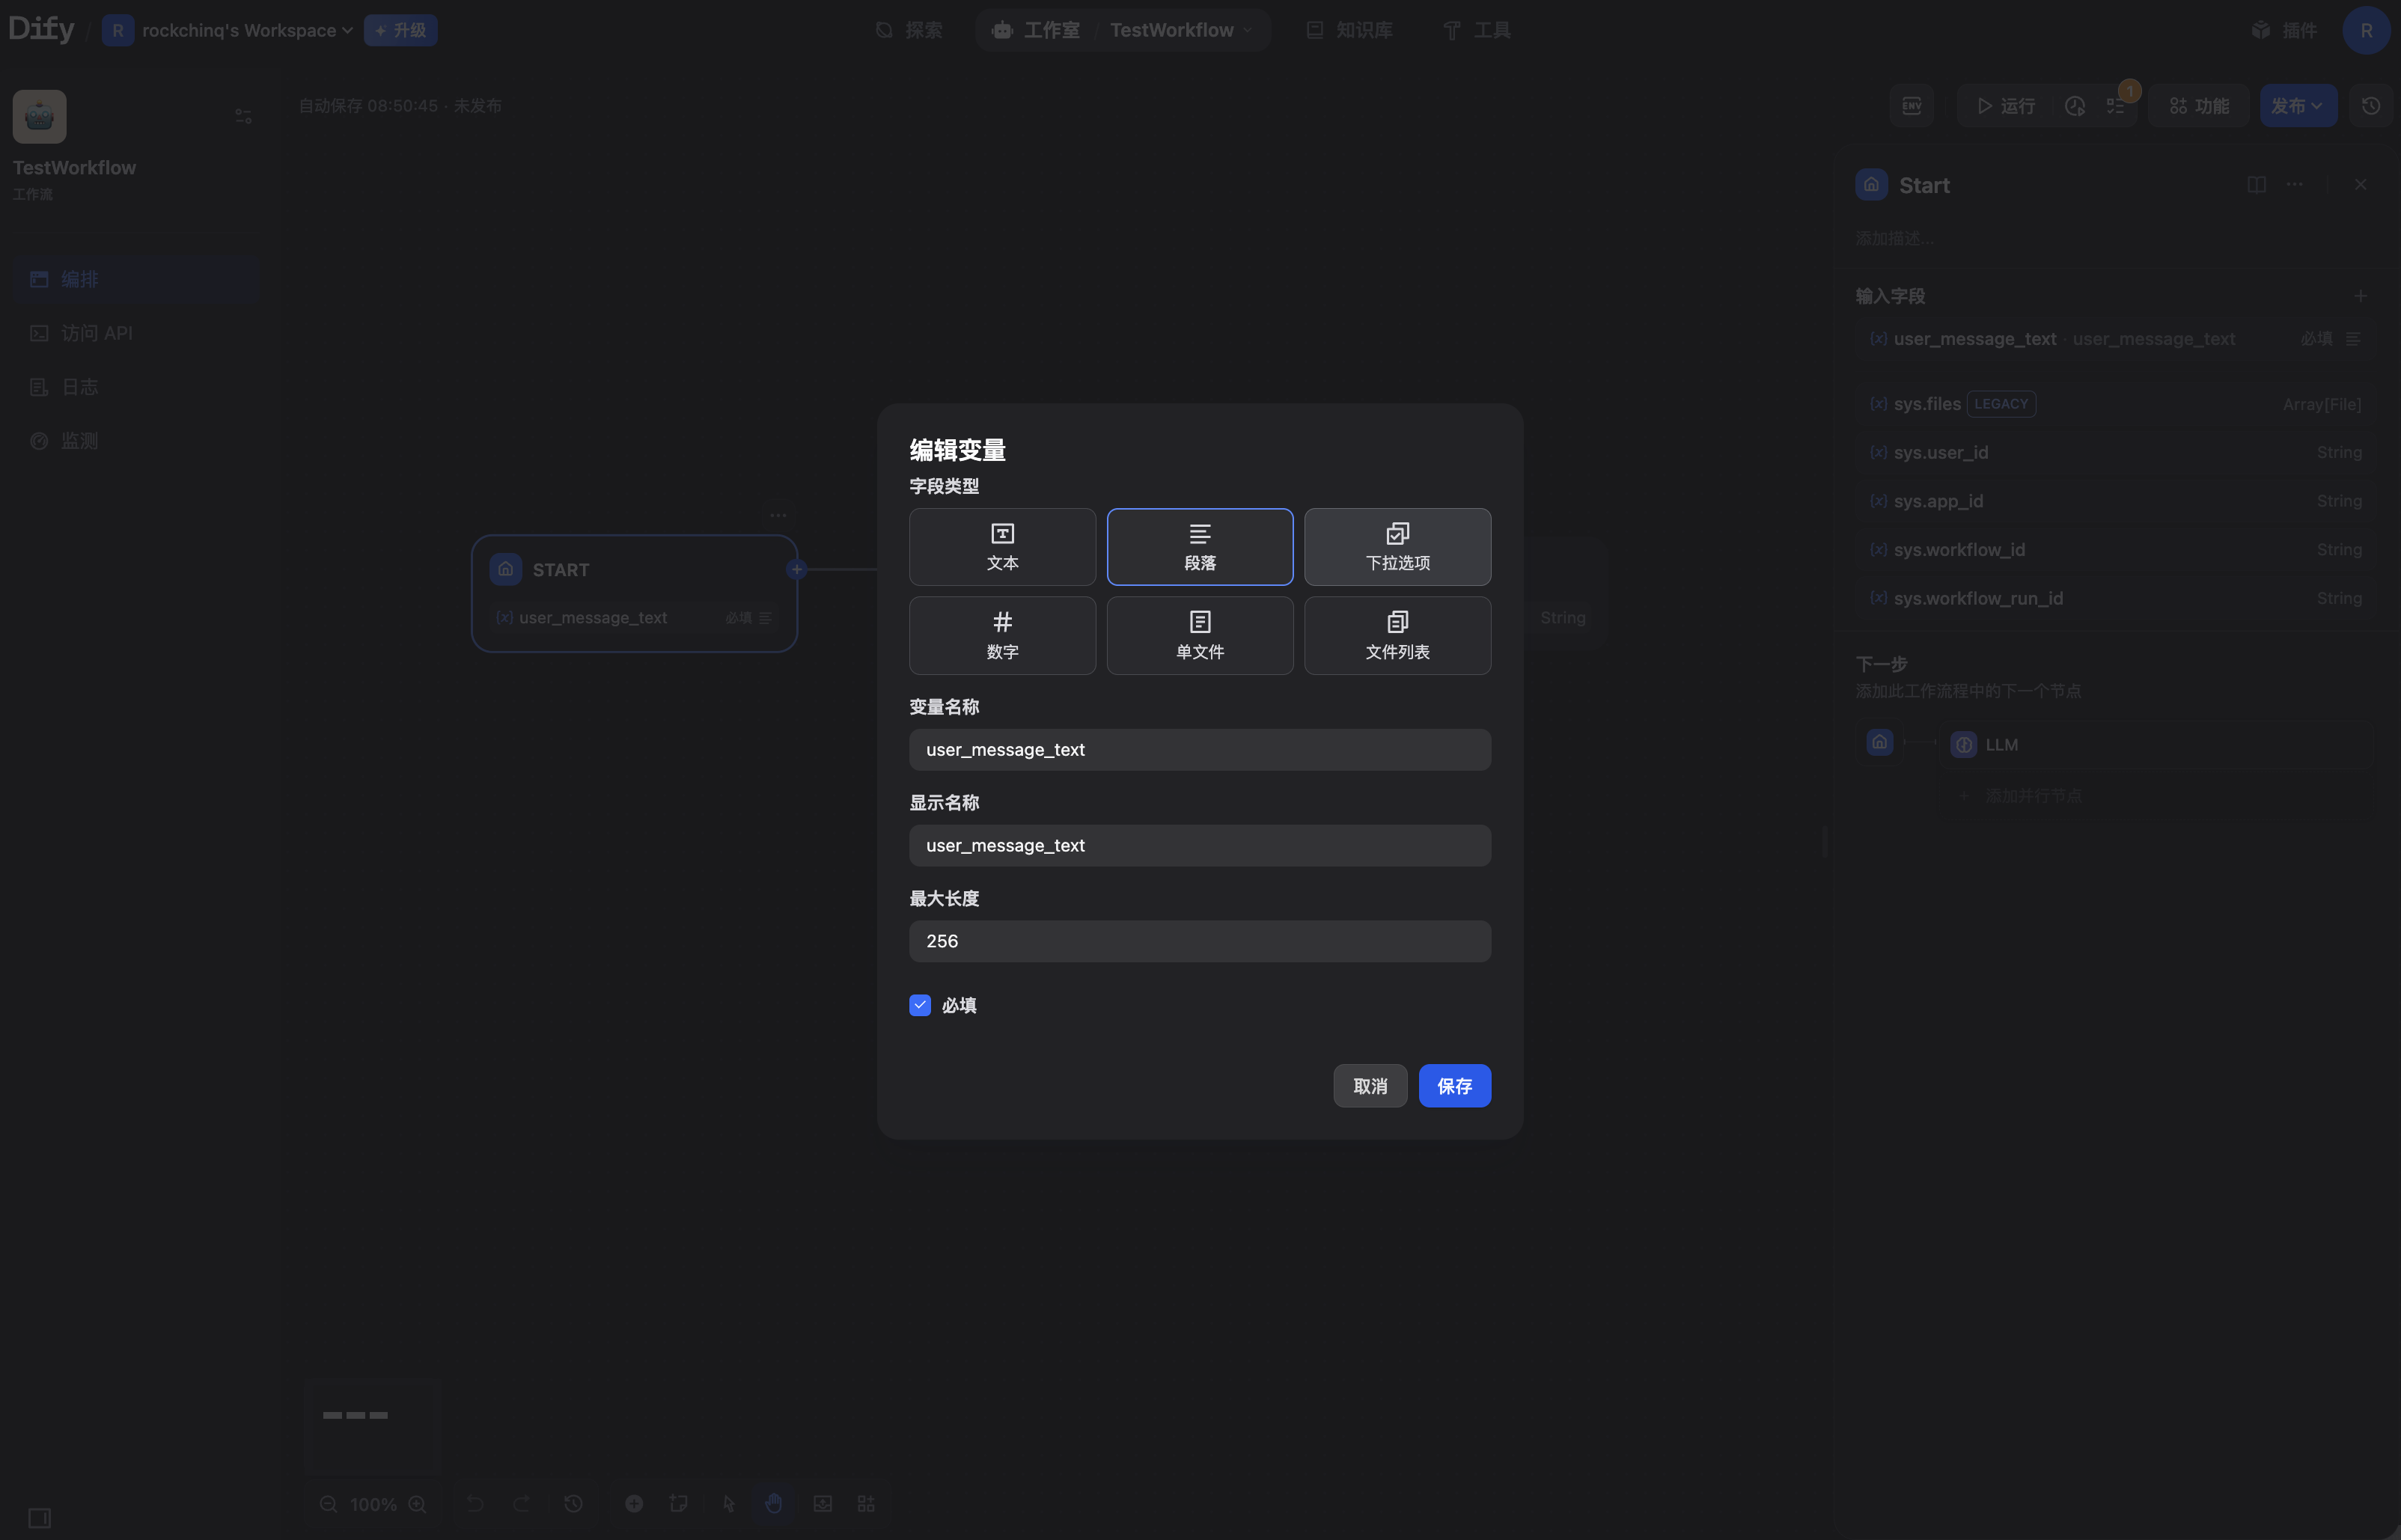 Dify / R rockchinq's Workspace 升级
探索
工作室 / TestWorkflow
知识库
工具
插件
R
TestWorkflow
工作流
编排
访问 API
日志
监测
自动保存 08:50:45 · 未发布
ENV
运行
1
功能
发布
START
{x} user_message_text 必填
String
编辑变量
字段类型
文本
段落
下拉选项
数字
单文件
文件列表
变量名称
user_message_text
显示名称
user_message_text
最大长度
256
必填
取消
保存
Start
添加描述...
输入字段
{x} user_message_text · user_message_text 必填
{x} sys.files LEGACY Array[File]
{x} sys.user_id String
{x} sys.app_id String
{x} sys.workflow_id String
{x} sys.workflow_run_id String
下一步
添加此工作流程中的下一个节点
LLM
添加并行节点
100%